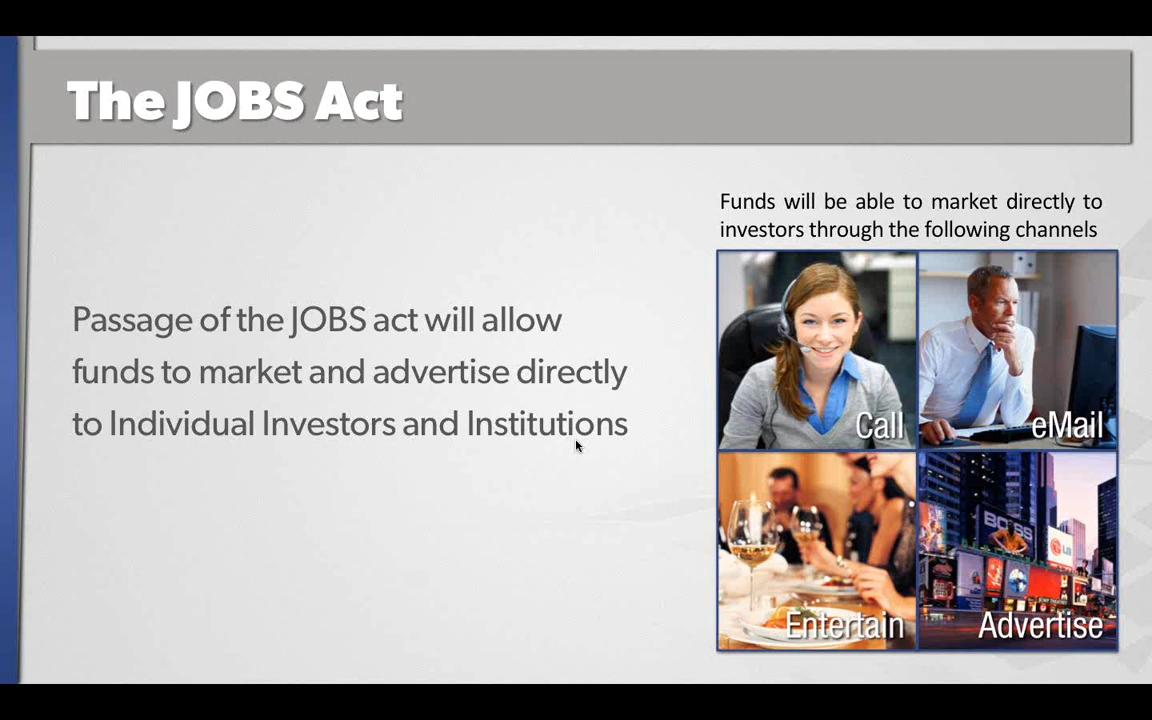 The JOBS Act
Funds will be able to market directly to
investors through the following channels
Passage of the JOBS act will allow
funds to market and advertise directly
to Individual Investors and Institutions
Call
eMail
Entertain
Advertise
BOSS
LG